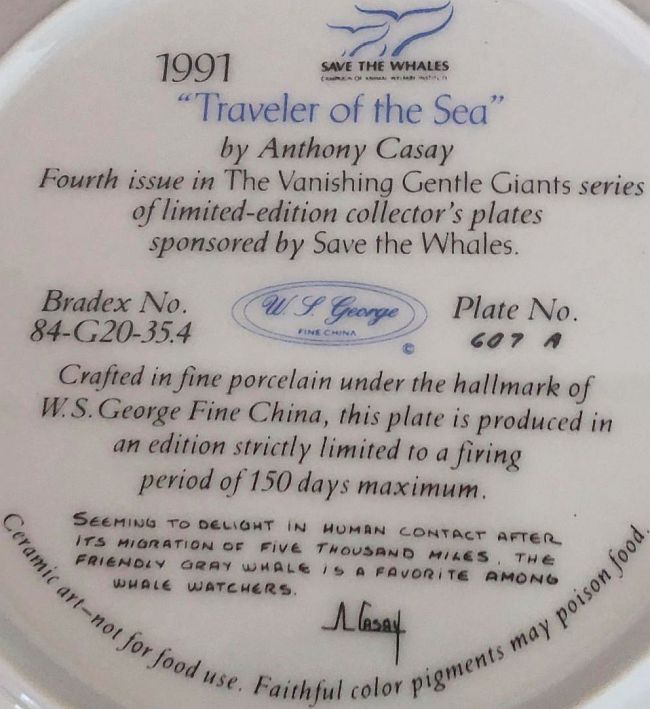 SAVE THE WHALES
CAMPAIGN OF ANIMAL WELFARE INSTITUTE
1991
“Traveler of the Sea”
by Anthony Casay
Fourth issue in The Vanishing Gentle Giants series
of limited-edition collector's plates
sponsored by Save the Whales.
Bradex No.
84-G20-35.4
W. S. George
FINE CHINA
©
Plate No.
607 A
Crafted in fine porcelain under the hallmark of
W.S. George Fine China, this plate is produced in
an edition strictly limited to a firing
period of 150 days maximum.
SEEMING TO DELIGHT IN HUMAN CONTACT AFTER
ITS MIGRATION OF FIVE THOUSAND MILES, THE
FRIENDLY GRAY WHALE IS A FAVORITE AMONG
WHALE WATCHERS.
A Casay
Ceramic art—not for food use. Faithful color pigments may poison food.